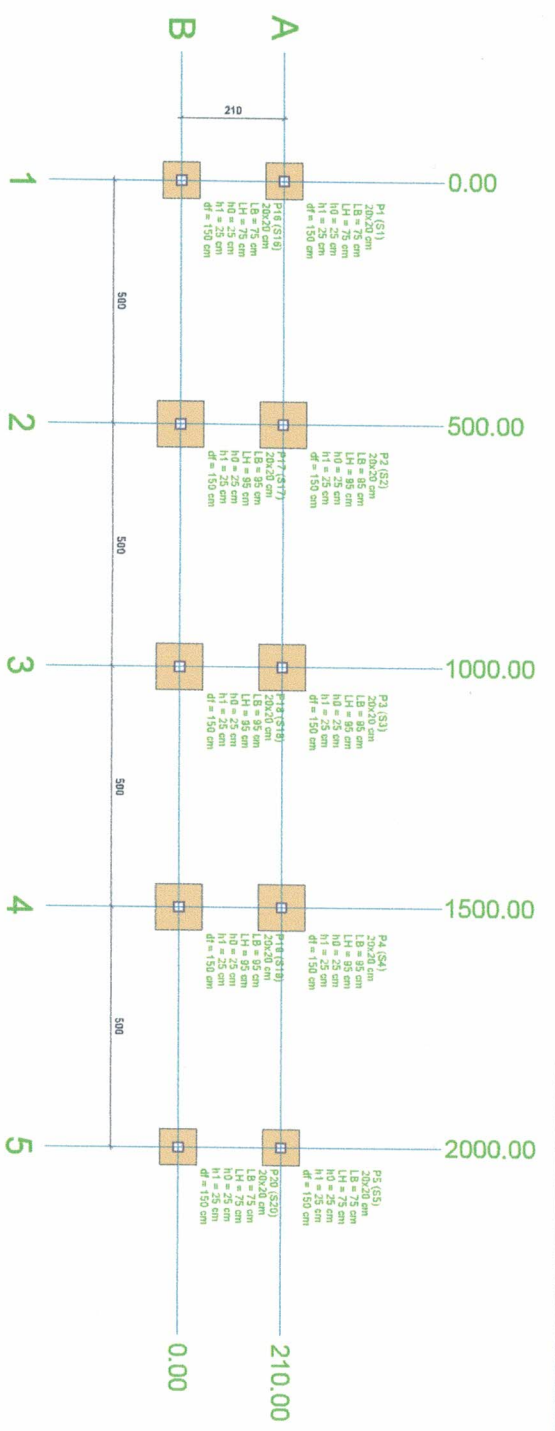 A
B
210
0.00
P1 (S1)
20x20 cm
LB = 75 cm
LH = 75 cm
h0 = 25 cm
h1 = 25 cm
df = 150 cm
P16 (S16)
20x20 cm
LB = 75 cm
LH = 75 cm
h0 = 25 cm
h1 = 25 cm
df = 150 cm
1
500
500.00
P2 (S2)
20x20 cm
LB = 95 cm
LH = 95 cm
h0 = 25 cm
h1 = 25 cm
df = 150 cm
P17 (S17)
20x20 cm
LB = 95 cm
LH = 95 cm
h0 = 25 cm
h1 = 25 cm
df = 150 cm
2
500
1000.00
P3 (S3)
20x20 cm
LB = 95 cm
LH = 95 cm
h0 = 25 cm
h1 = 25 cm
df = 150 cm
P18 (S18)
20x20 cm
LB = 95 cm
LH = 95 cm
h0 = 25 cm
h1 = 25 cm
df = 150 cm
3
500
1500.00
P4 (S4)
20x20 cm
LB = 95 cm
LH = 95 cm
h0 = 25 cm
h1 = 25 cm
df = 150 cm
P19 (S19)
20x20 cm
LB = 95 cm
LH = 95 cm
h0 = 25 cm
h1 = 25 cm
df = 150 cm
4
500
2000.00
P5 (S5)
20x20 cm
LB = 75 cm
LH = 75 cm
h0 = 25 cm
h1 = 25 cm
df = 150 cm
P20 (S20)
20x20 cm
LB = 75 cm
LH = 75 cm
h0 = 25 cm
h1 = 25 cm
df = 150 cm
5
210.00
0.00